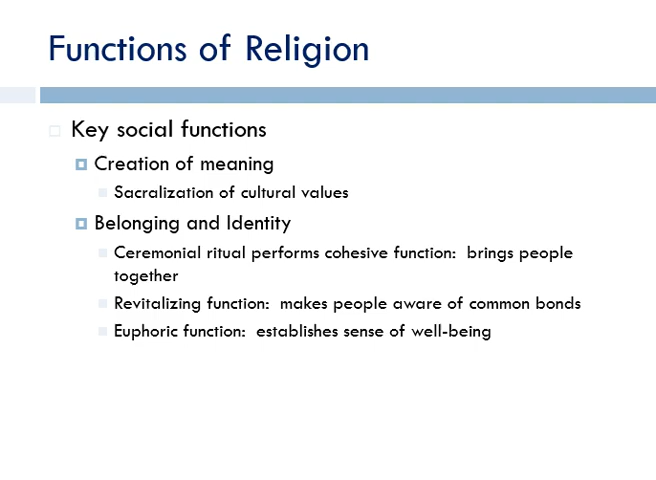 Functions of Religion
Key social functions
Creation of meaning
Sacralization of cultural values
Belonging and Identity
Ceremonial ritual performs cohesive function:  brings people
together
Revitalizing function:  makes people aware of common bonds
Euphoric function:  establishes sense of well-being